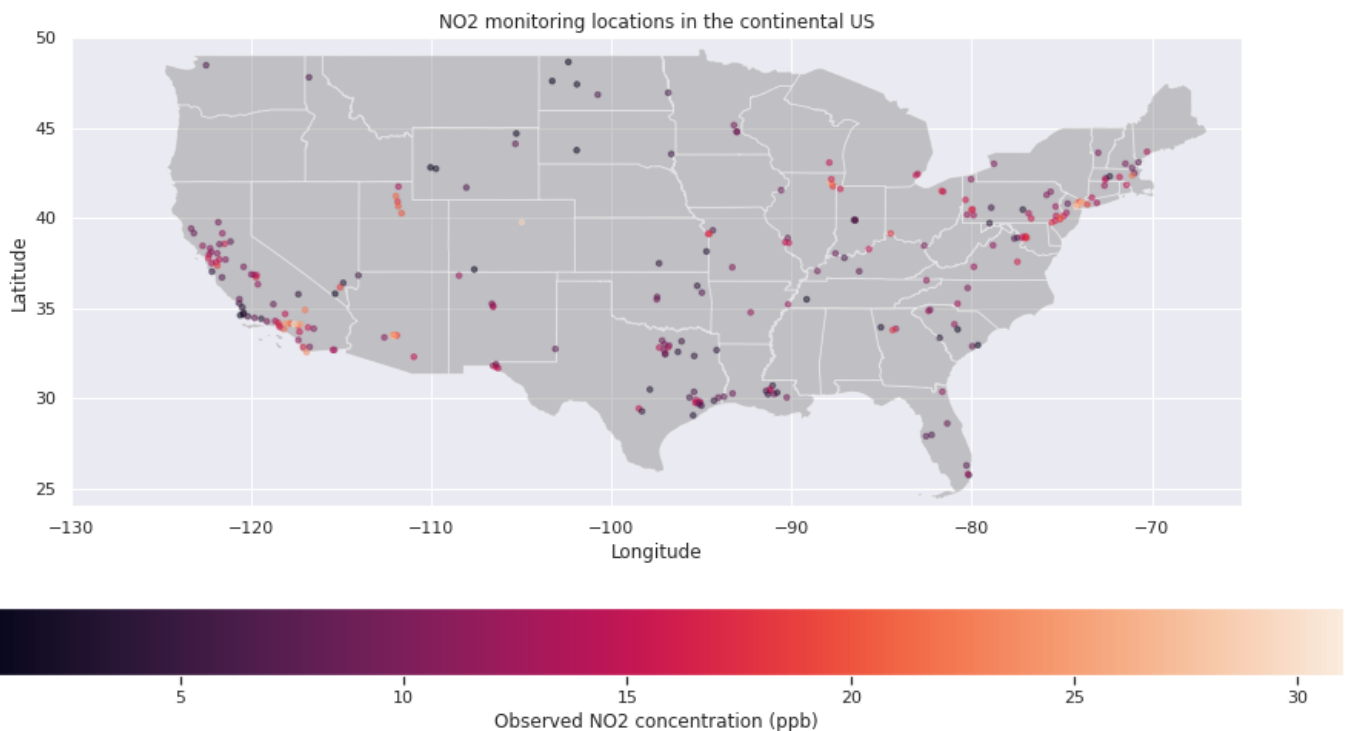 NO2 monitoring locations in the continental US
50
45
40
35
30
25
Latitude
−130 −120 −110 −100 −90 −80 −70
Longitude
5 10 15 20 25 30
Observed NO2 concentration (ppb)